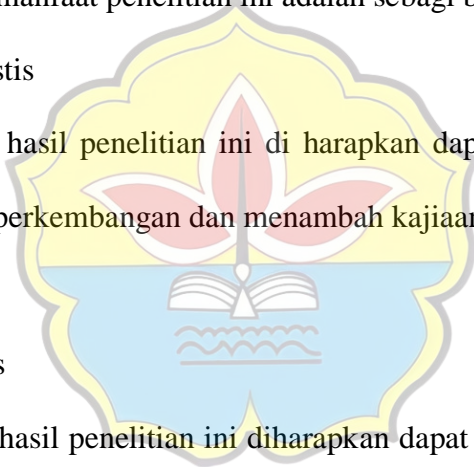 manfaat penelitian ini adalah sebagi b
stis
hasil penelitian ini di harapkan dap
perkembangan dan menambah kajiaan
s
hasil penelitian ini diharapkan dapat